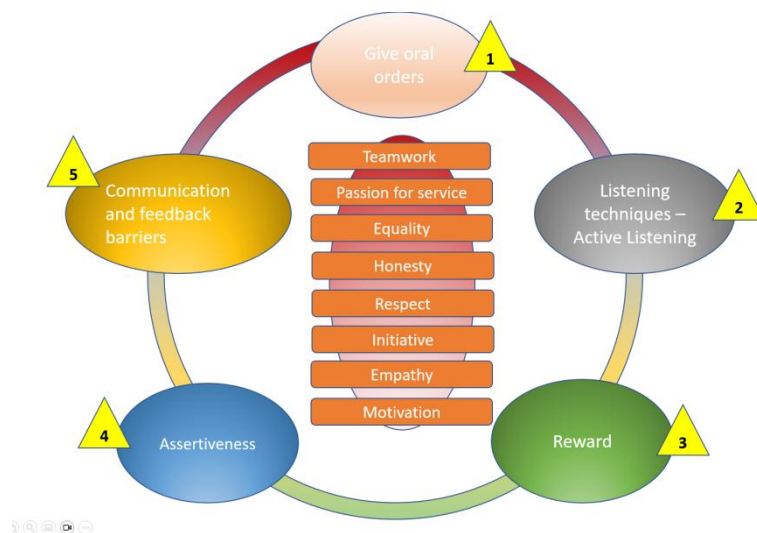 Give oral
orders
1
Listening
techniques –
Active Listening
2
Reward
3
Assertiveness
4
Communication
and feedback
barriers
5
Teamwork
Passion for service
Equality
Honesty
Respect
Initiative
Empathy
Motivation